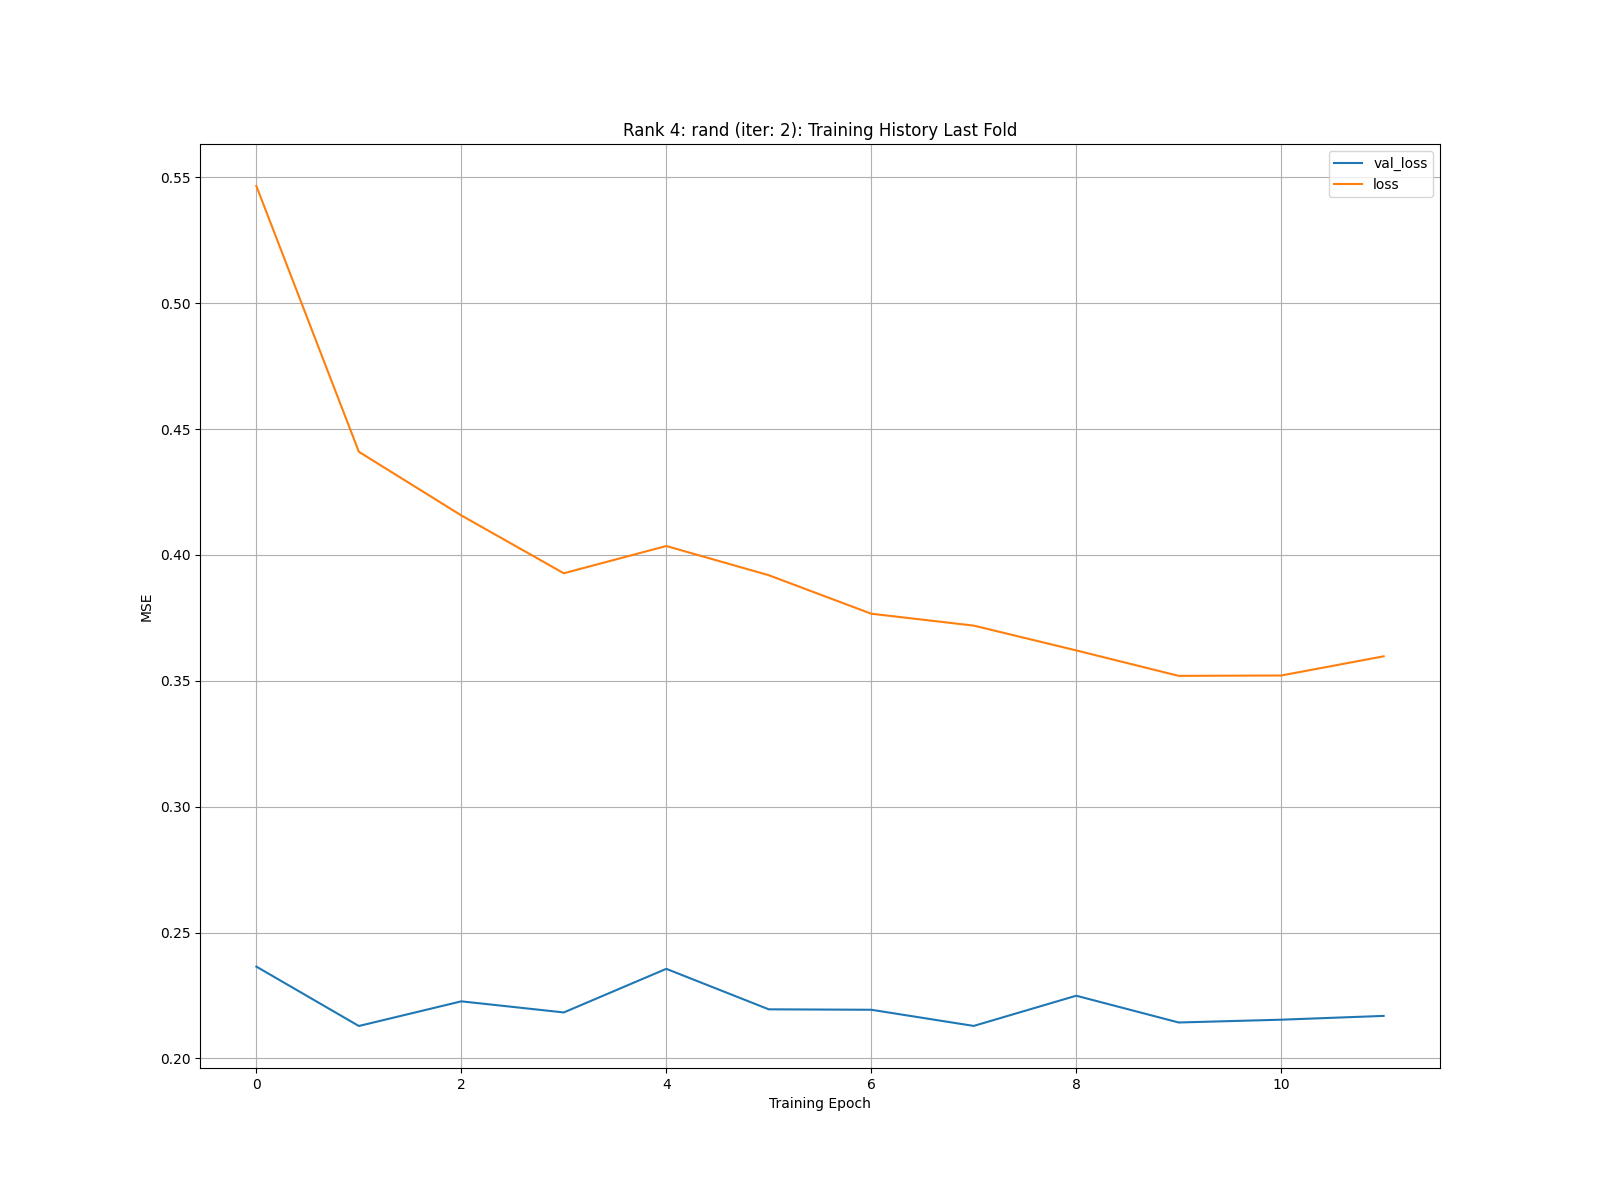 Rank 4: rand (iter: 2): Training History Last Fold
val_loss
loss
0.55
0.50
0.45
0.40
0.35
0.30
0.25
0.20
MSE
0 2 4 6 8 10
Training Epoch